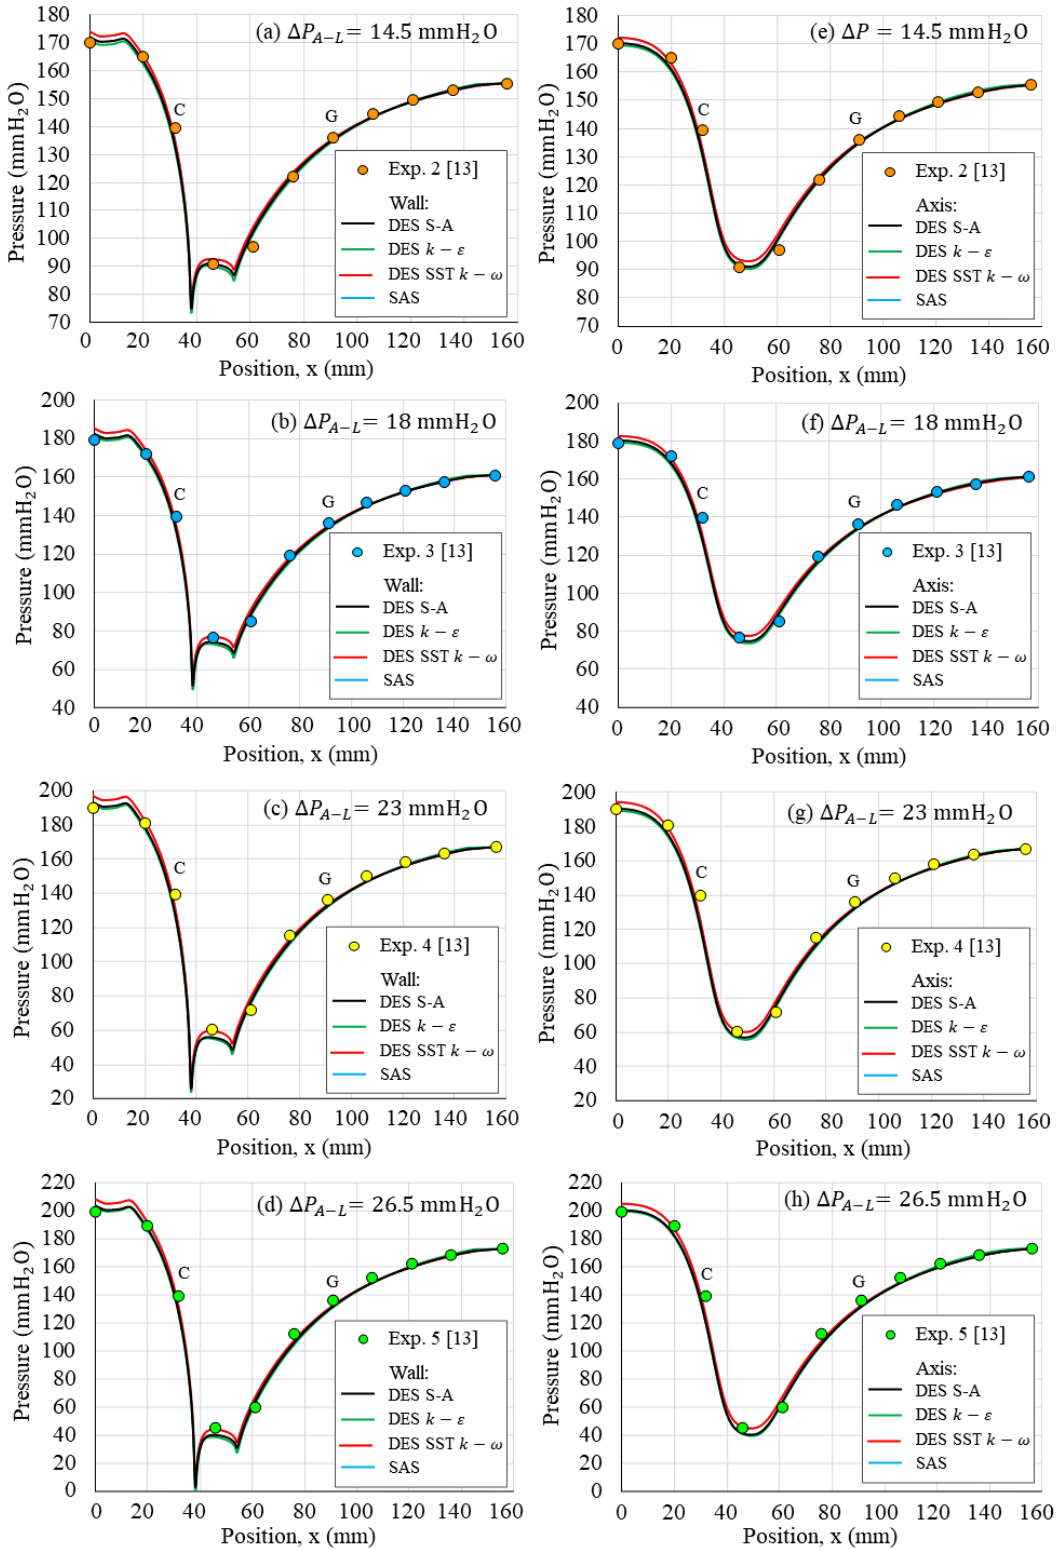 (a) ΔP_{A−L} = 14.5 mmH₂O
Pressure (mmH₂O)
180
170
160
150
140
130
120
110
100
90
80
70
C
G
Exp. 2 [13]
Wall:
DES S-A
DES k − ε
DES SST k − ω
SAS
0 20 40 60 80 100 120 140 160
Position, x (mm)
(e) ΔP = 14.5 mmH₂O
Pressure (mmH₂O)
180
170
160
150
140
130
120
110
100
90
80
70
C
G
Exp. 2 [13]
Axis:
DES S-A
DES k − ε
DES SST k − ω
SAS
0 20 40 60 80 100 120 140 160
Position, x (mm)
(b) ΔP_{A−L} = 18 mmH₂O
Pressure (mmH₂O)
200
180
160
140
120
100
80
60
40
C
G
Exp. 3 [13]
Wall:
DES S-A
DES k − ε
DES SST k − ω
SAS
0 20 40 60 80 100 120 140 160
Position, x (mm)
(f) ΔP_{A−L} = 18 mmH₂O
Pressure (mmH₂O)
200
180
160
140
120
100
80
60
40
C
G
Exp. 3 [13]
Axis:
DES S-A
DES k − ε
DES SST k − ω
SAS
0 20 40 60 80 100 120 140 160
Position, x (mm)
(c) ΔP_{A−L} = 23 mmH₂O
Pressure (mmH₂O)
200
180
160
140
120
100
80
60
40
20
C
G
Exp. 4 [13]
Wall:
DES S-A
DES k − ε
DES SST k − ω
SAS
0 20 40 60 80 100 120 140 160
Position, x (mm)
(g) ΔP_{A−L} = 23 mmH₂O
Pressure (mmH₂O)
200
180
160
140
120
100
80
60
40
20
C
G
Exp. 4 [13]
Axis:
DES S-A
DES k − ε
DES SST k − ω
SAS
0 20 40 60 80 100 120 140 160
Position, x (mm)
(d) ΔP_{A−L} = 26.5 mmH₂O
Pressure (mmH₂O)
220
200
180
160
140
120
100
80
60
40
20
0
C
G
Exp. 5 [13]
Wall:
DES S-A
DES k − ε
DES SST k − ω
SAS
0 20 40 60 80 100 120 140 160
Position, x (mm)
(h) ΔP_{A−L} = 26.5 mmH₂O
Pressure (mmH₂O)
220
200
180
160
140
120
100
80
60
40
20
0
C
G
Exp. 5 [13]
Axis:
DES S-A
DES k − ε
DES SST k − ω
SAS
0 20 40 60 80 100 120 140 160
Position, x (mm)